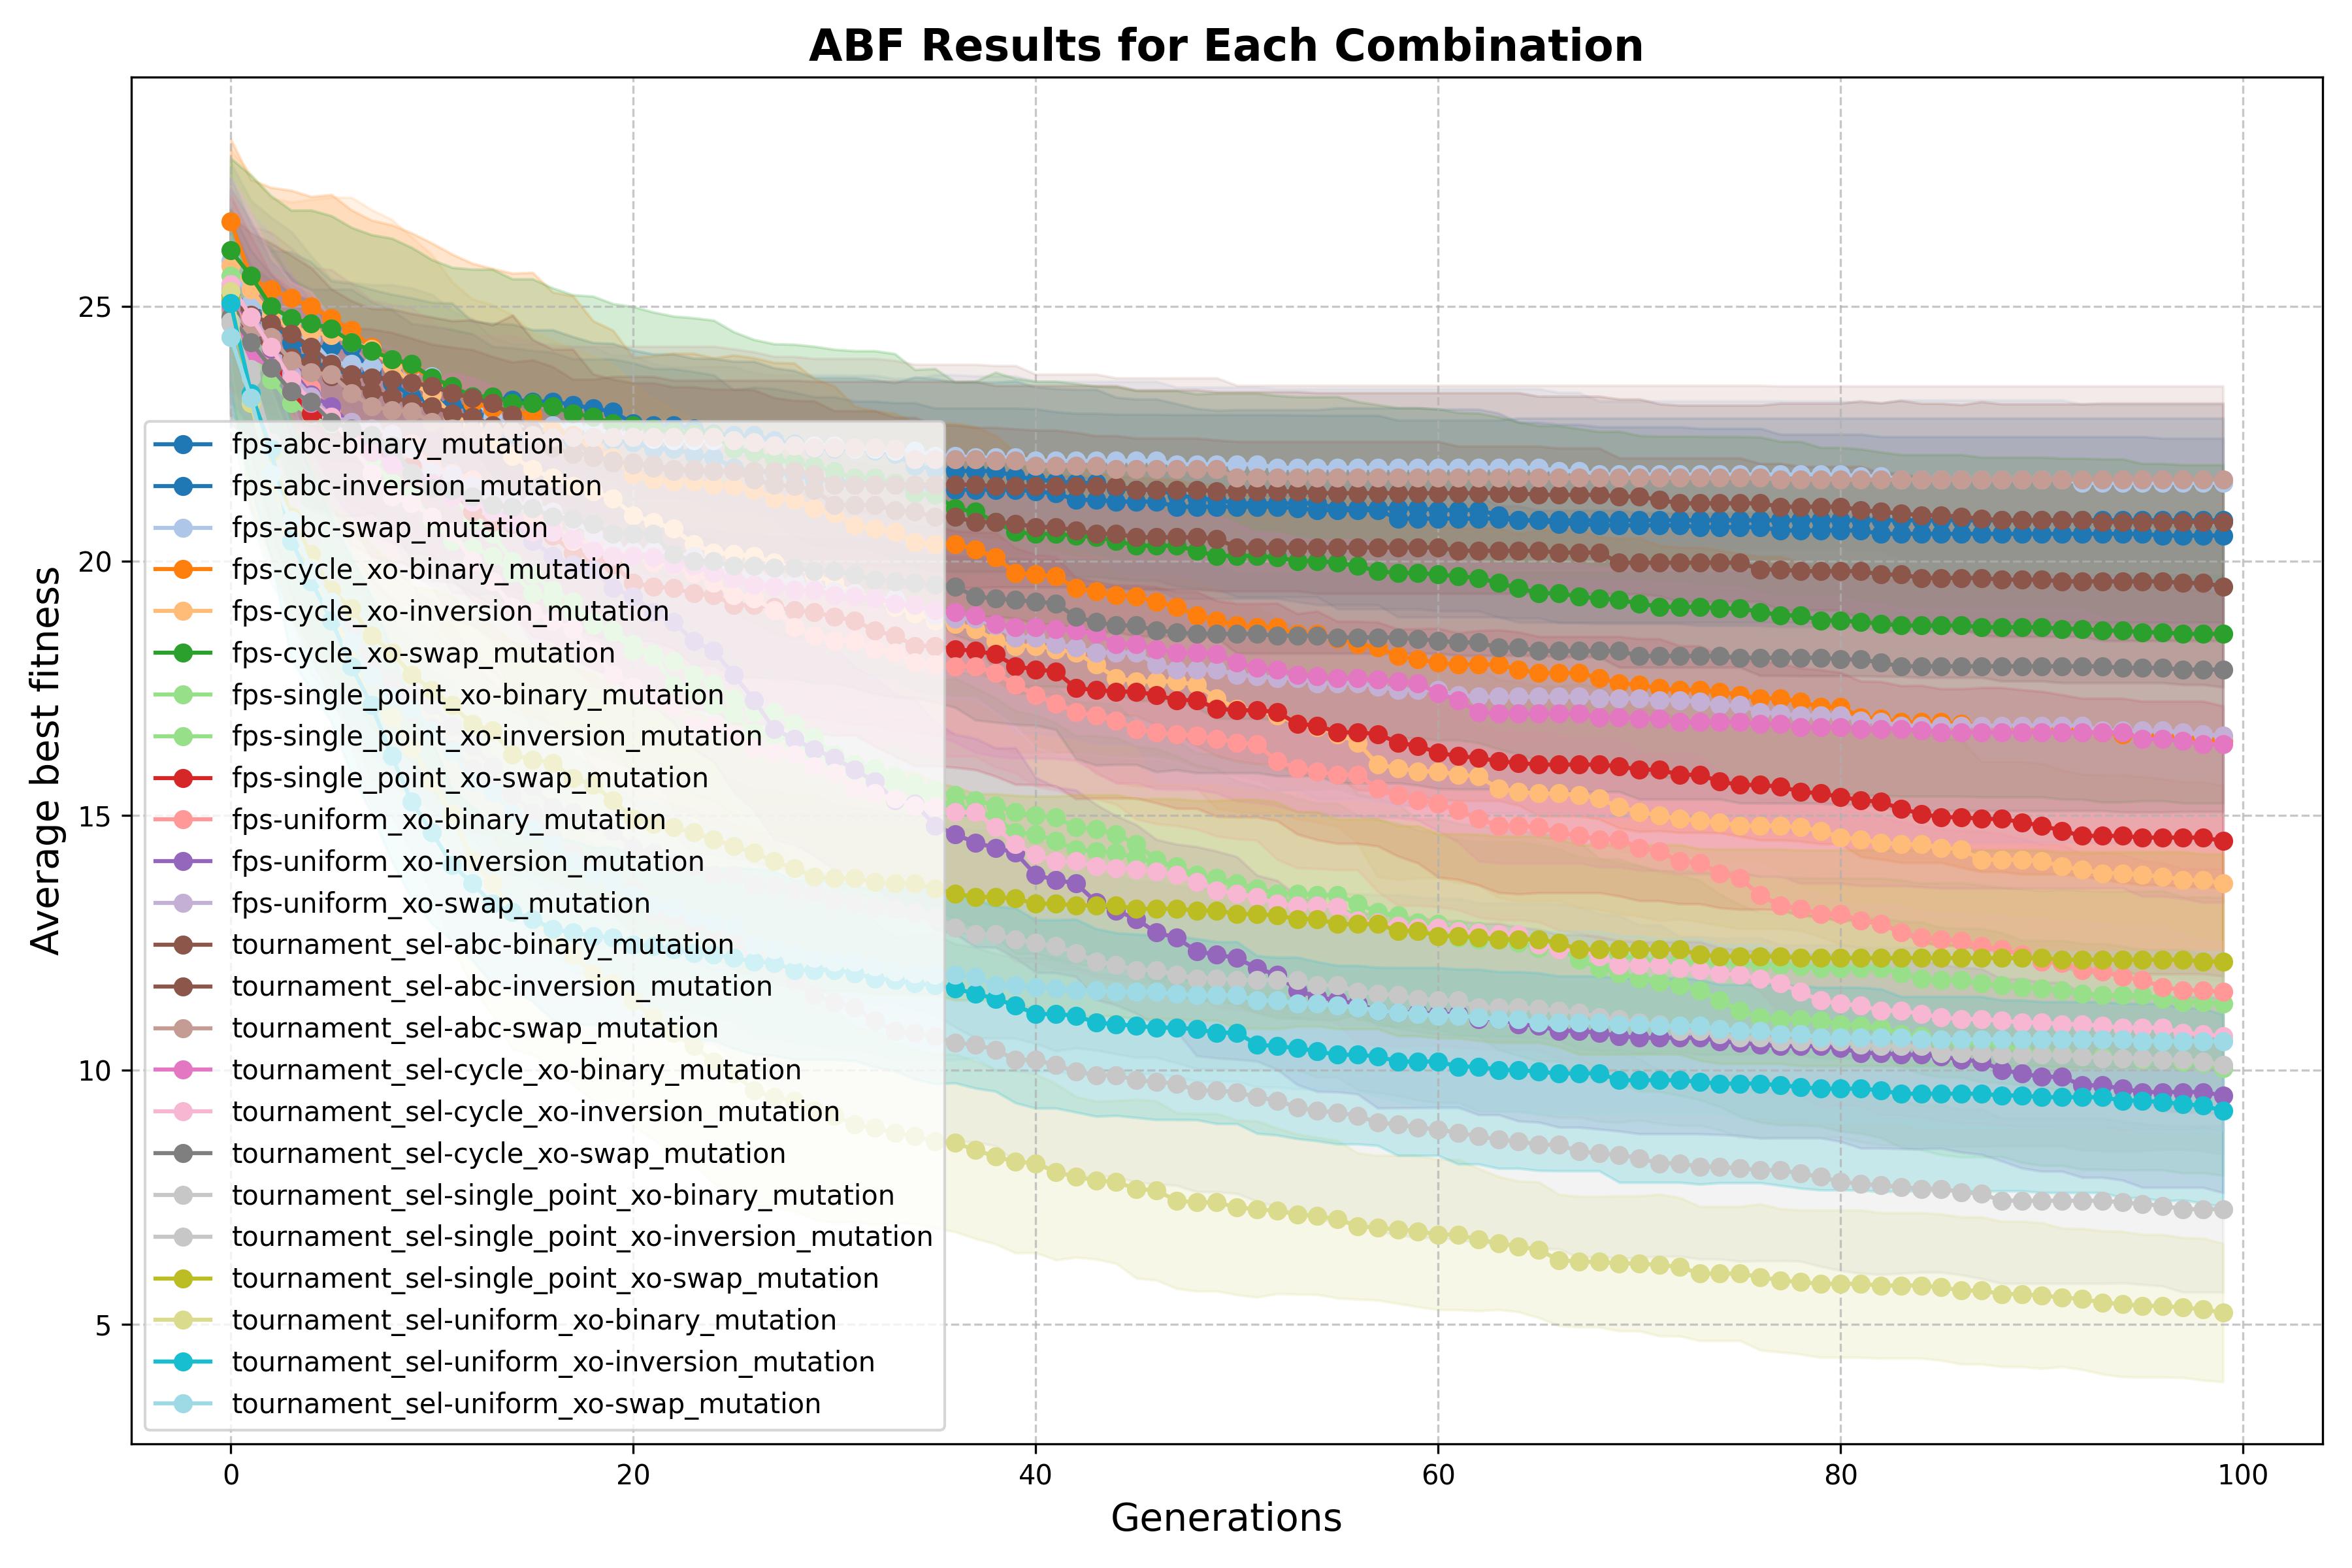 ABF Results for Each Combination
Average best fitness
25
20
15
10
5
fps-abc-binary_mutation
fps-abc-inversion_mutation
fps-abc-swap_mutation
fps-cycle_xo-binary_mutation
fps-cycle_xo-inversion_mutation
fps-cycle_xo-swap_mutation
fps-single_point_xo-binary_mutation
fps-single_point_xo-inversion_mutation
fps-single_point_xo-swap_mutation
fps-uniform_xo-binary_mutation
fps-uniform_xo-inversion_mutation
fps-uniform_xo-swap_mutation
tournament_sel-abc-binary_mutation
tournament_sel-abc-inversion_mutation
tournament_sel-abc-swap_mutation
tournament_sel-cycle_xo-binary_mutation
tournament_sel-cycle_xo-inversion_mutation
tournament_sel-cycle_xo-swap_mutation
tournament_sel-single_point_xo-binary_mutation
tournament_sel-single_point_xo-inversion_mutation
tournament_sel-single_point_xo-swap_mutation
tournament_sel-uniform_xo-binary_mutation
tournament_sel-uniform_xo-inversion_mutation
tournament_sel-uniform_xo-swap_mutation
0 20 40 60 80 100
Generations